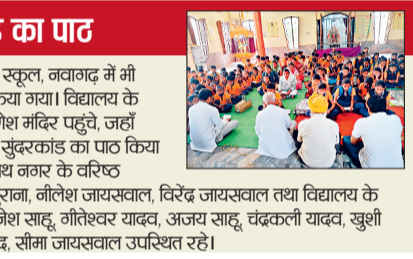 का पाठ
स्कूल, नवागढ़ में भी
किया गया। विद्यालय के
मंदिर पहुंचे, जहाँ
सुंदरकांड का पाठ किया
नगर के वरिष्ठ
नीलेश जायसवाल, विरेंद्र जायसवाल तथा विद्यालय के
साहू, गीतेश्वर यादव, अजय साहू, चंद्रकली यादव, खुशी
सीमा जायसवाल उपस्थित रहे।